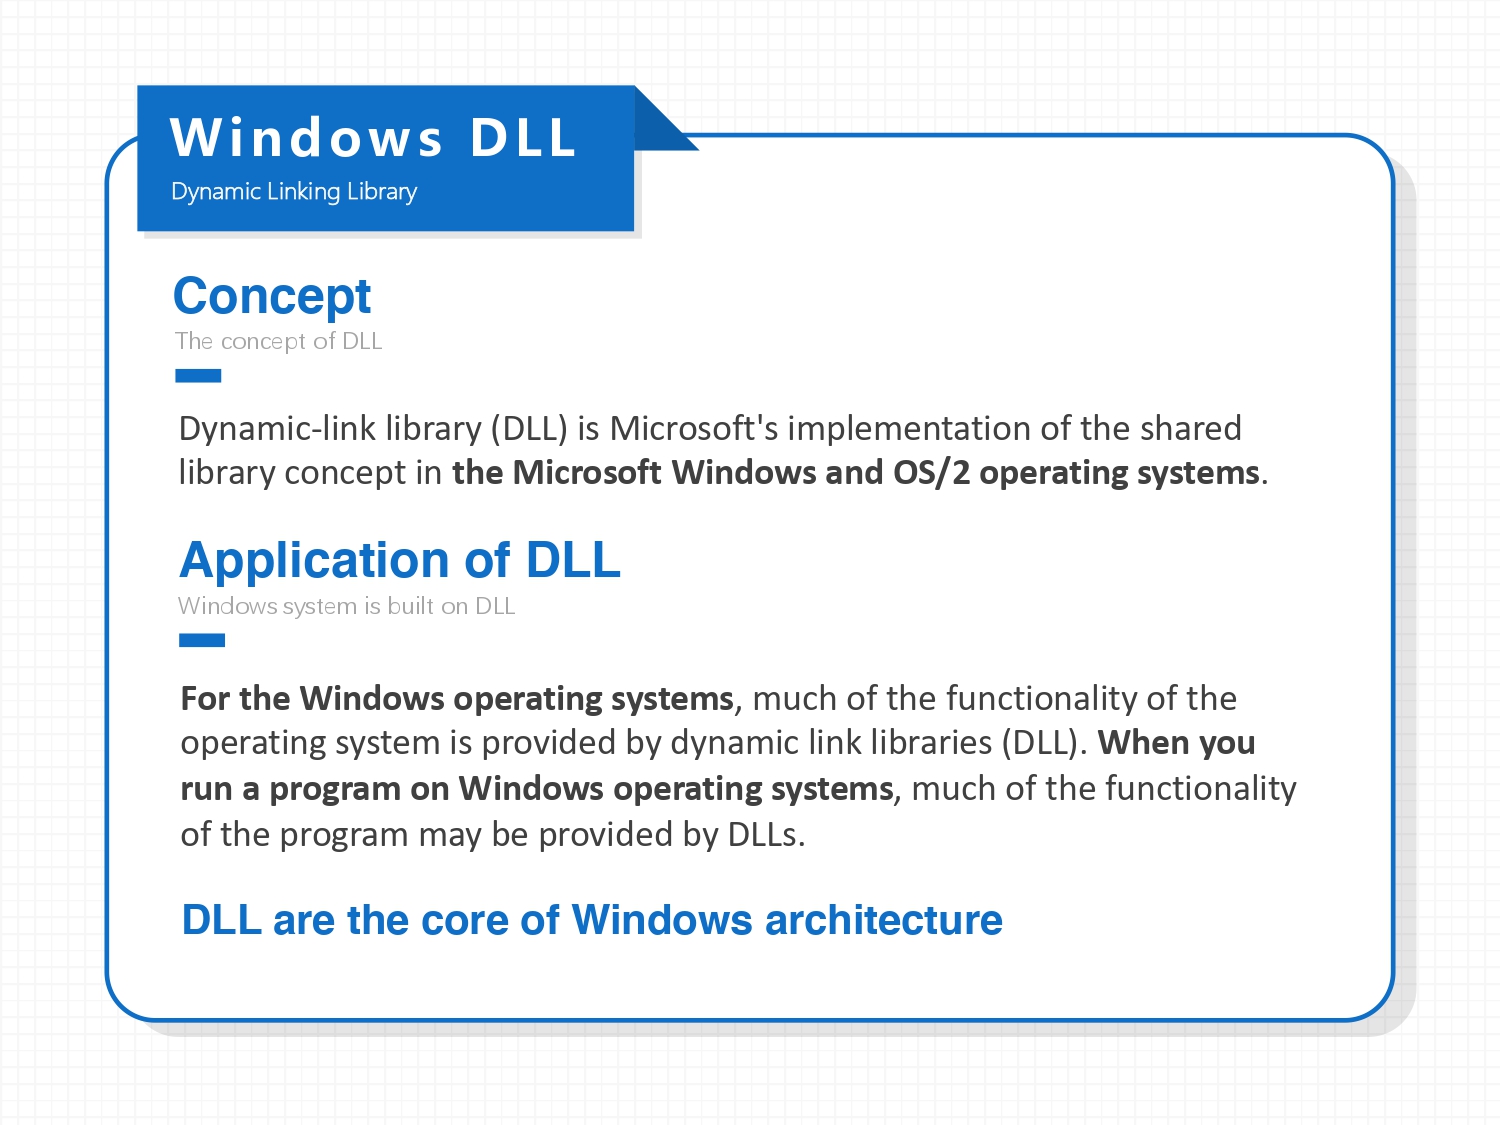 Windows DLL
Dynamic Linking Library
Concept
The concept of DLL
Dynamic-link library (DLL) is Microsoft's implementation of the shared
library concept in the Microsoft Windows and OS/2 operating systems.
Application of DLL
Windows system is built on DLL
For the Windows operating systems, much of the functionality of the
operating system is provided by dynamic link libraries (DLL). When you
run a program on Windows operating systems, much of the functionality
of the program may be provided by DLLs.
DLL are the core of Windows architecture